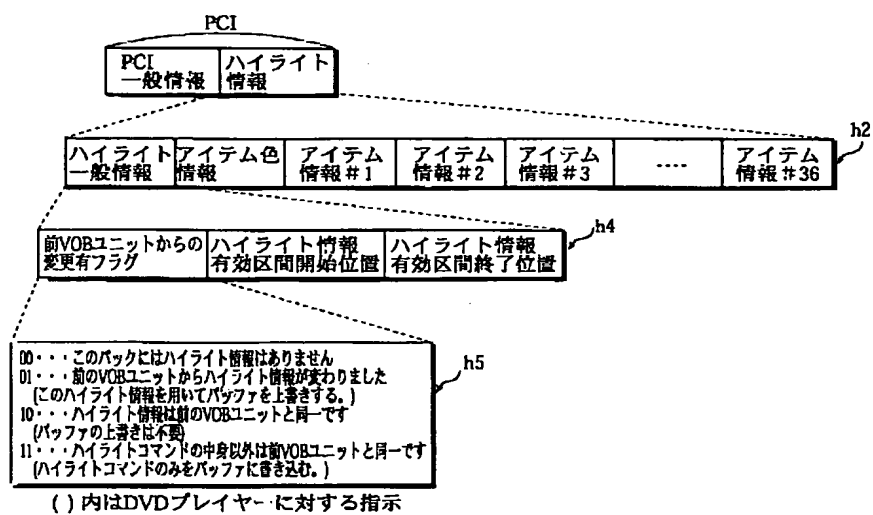 PCI
PCI
一般情報
ハイライト
情報
h2
ハイライト
一般情報
アイテム色
情報
アイテム
情報#1
アイテム
情報#2
アイテム
情報#3
....
アイテム
情報#36
h4
前VOBユニットからの
変更有フラグ
ハイライト情報
有効区間開始位置
ハイライト情報
有効区間終了位置
h5
00・・・このパックにはハイライト情報はありません
01・・・前のVOBユニットからハイライト情報が変わりました
(このハイライト情報を用いてバッファを上書きする。)
10・・・ハイライト情報は前のVOBユニットと同一です
(バッファの上書きは不要)
11・・・ハイライトコマンドの中身以外は前VOBユニットと同一です
(ハイライトコマンドのみをバッファに書き込む。)
( )内はDVDプレイヤーに対する指示